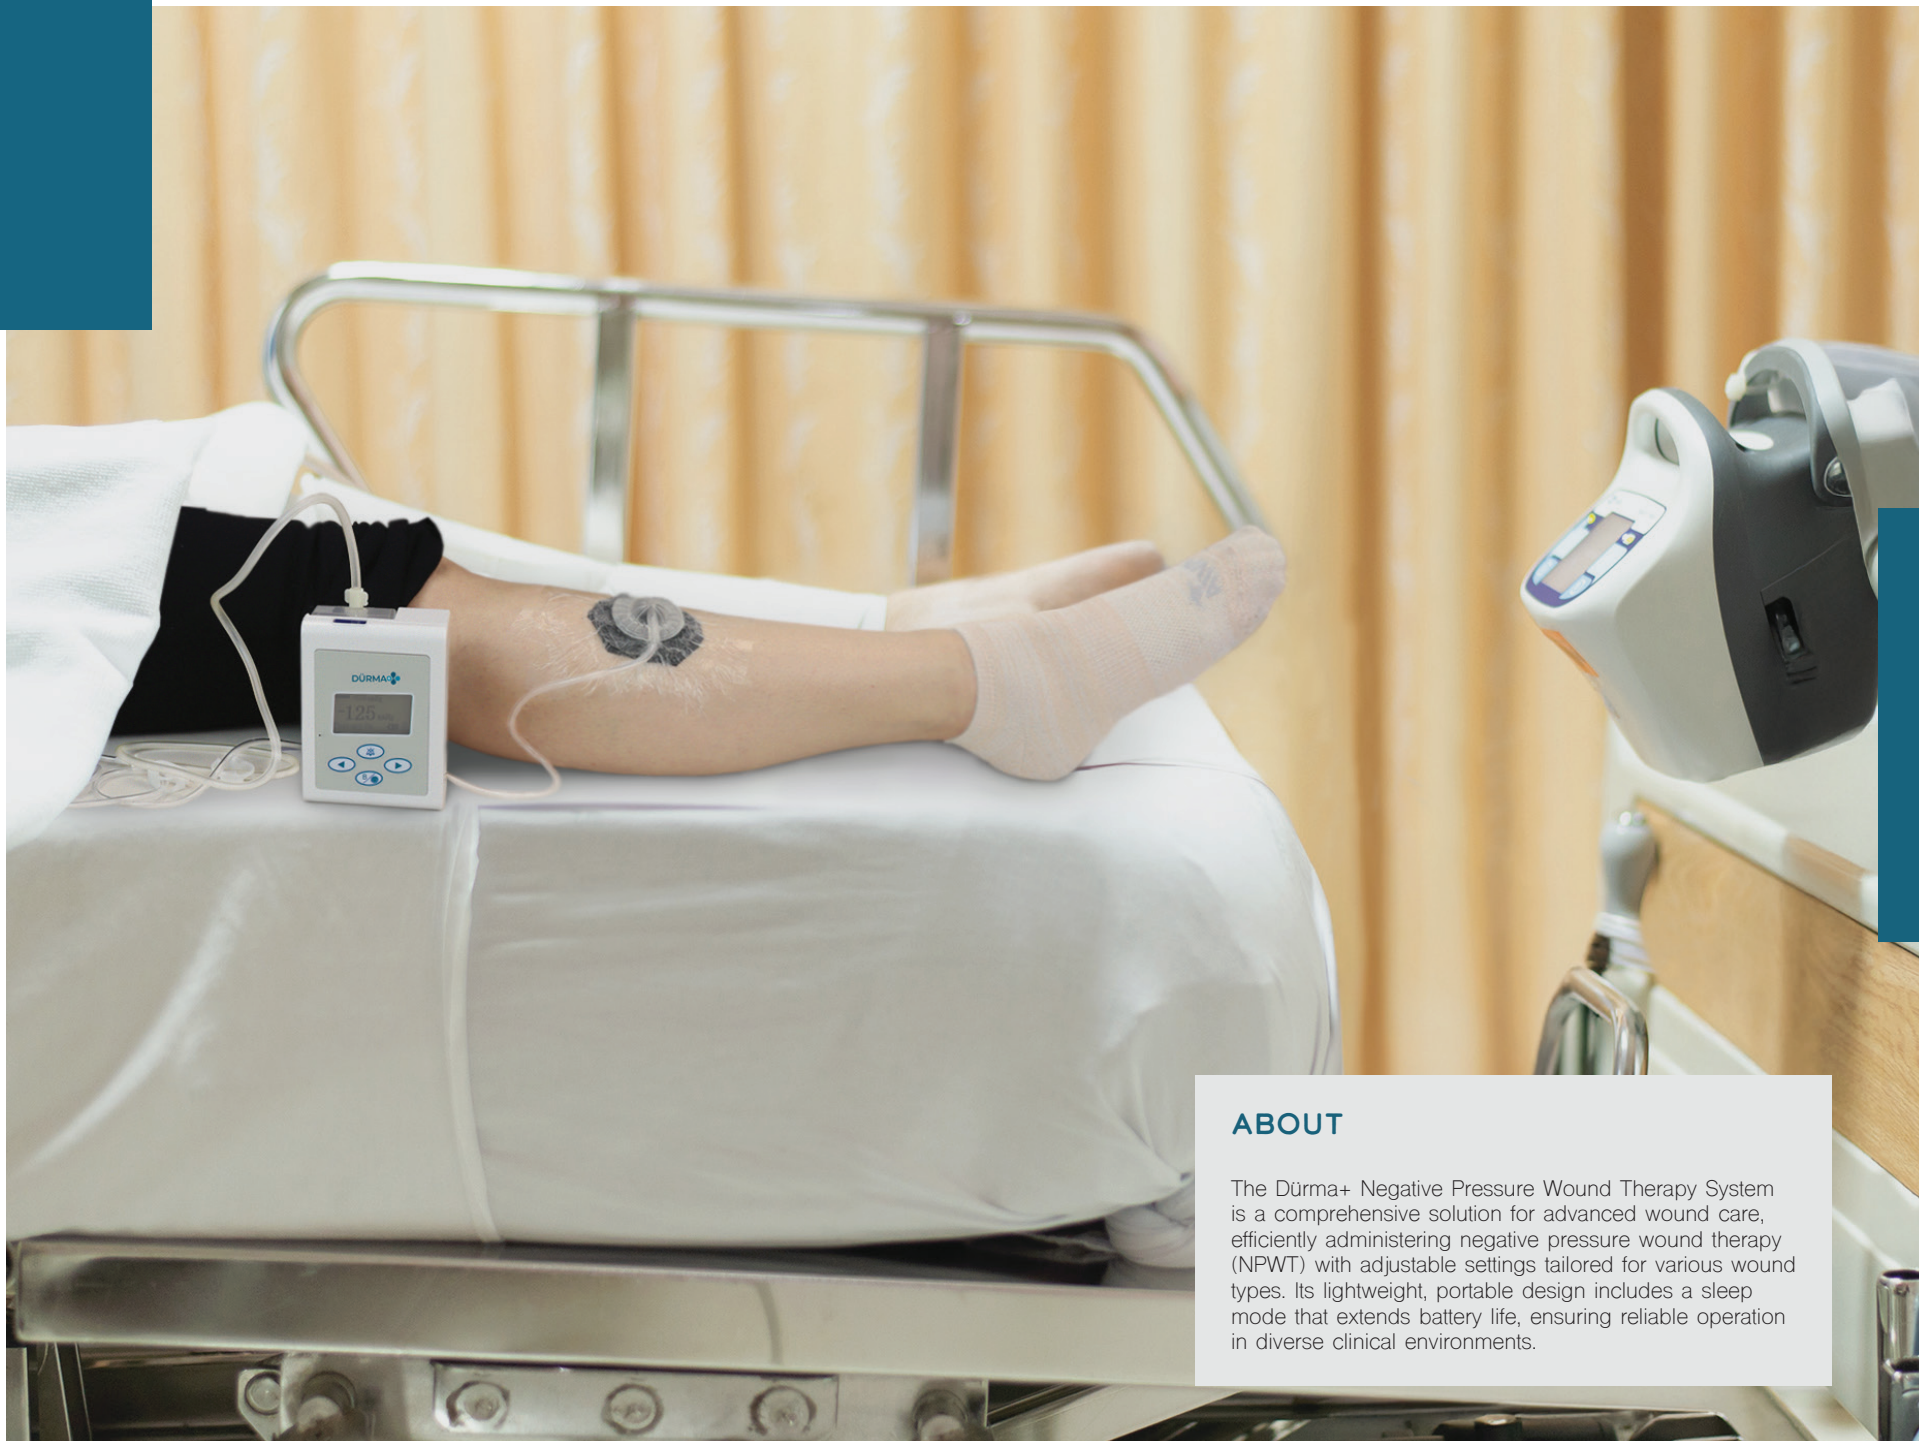 DÜRMA
-125
ABOUT
The Dürma+ Negative Pressure Wound Therapy System
is a comprehensive solution for advanced wound care,
efficiently administering negative pressure wound therapy
(NPWT) with adjustable settings tailored for various wound
types. Its lightweight, portable design includes a sleep
mode that extends battery life, ensuring reliable operation
in diverse clinical environments.